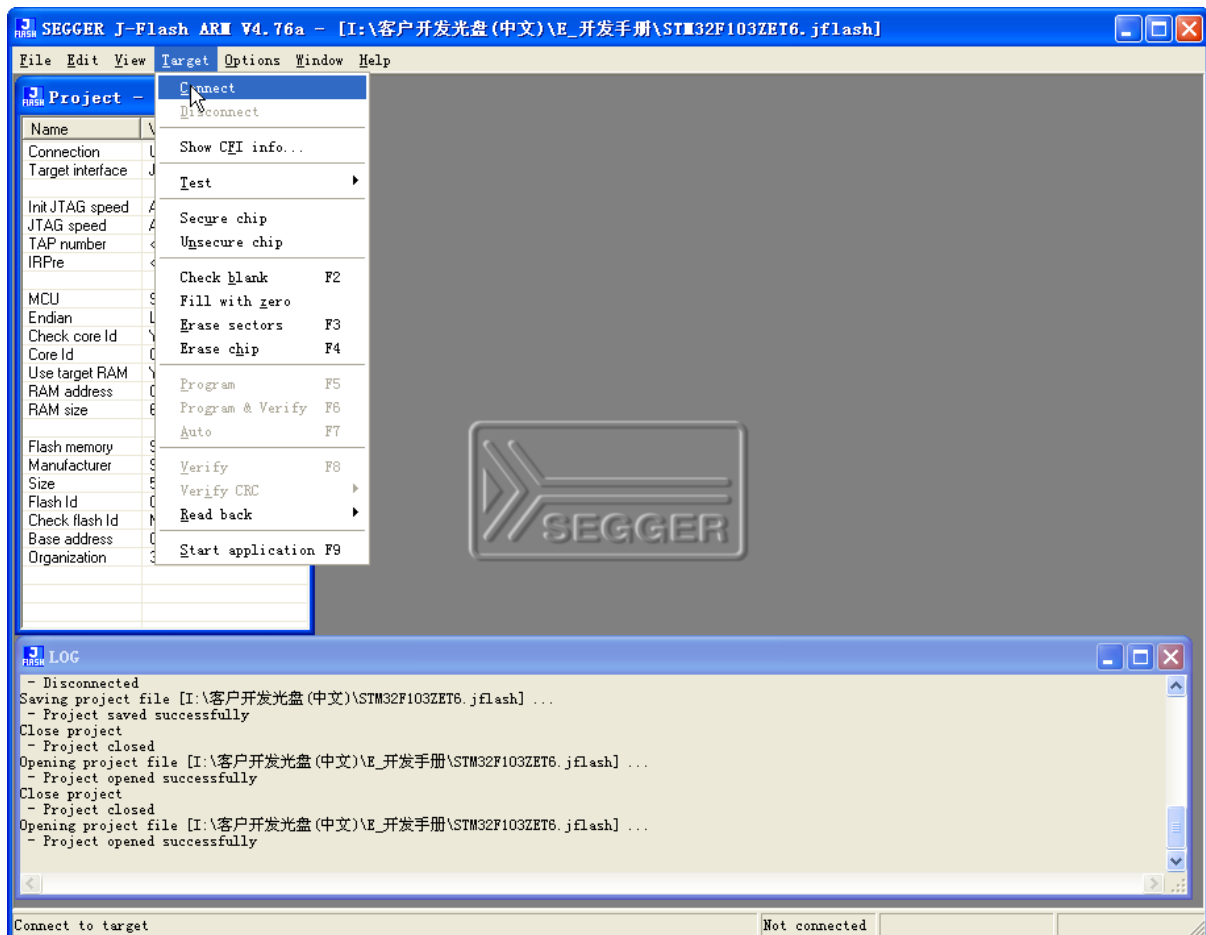 SEGGER J-Flash ARM V4.76a - [I:\客户开发光盘(中文)\E_开发手册\STM32F103ZET6.jflash]
File Edit View Target Options Window Help
Project -
Name
Connection
Target interface
Init JTAG speed
JTAG speed
TAP number
IRPre
MCU
Endian
Check core Id
Core Id
Use target RAM
RAM address
RAM size
Flash memory
Manufacturer
Size
Flash Id
Check flash Id
Base address
Organization
Connect
Disconnect
Show CFI info...
Test
Secure chip
Unsecure chip
Check blank F2
Fill with zero
Erase sectors F3
Erase chip F4
Program F5
Program & Verify F6
Auto F7
Verify F8
Verify CRC
Read back
Start application F9
SEGGER
LOG
- Disconnected
Saving project file [I:\客户开发光盘(中文)\STM32F103ZET6.jflash] ...
- Project saved successfully
Close project
- Project closed
Opening project file [I:\客户开发光盘(中文)\E_开发手册\STM32F103ZET6.jflash] ...
- Project opened successfully
Close project
- Project closed
Opening project file [I:\客户开发光盘(中文)\E_开发手册\STM32F103ZET6.jflash] ...
- Project opened successfully
Connect to target
Not connected